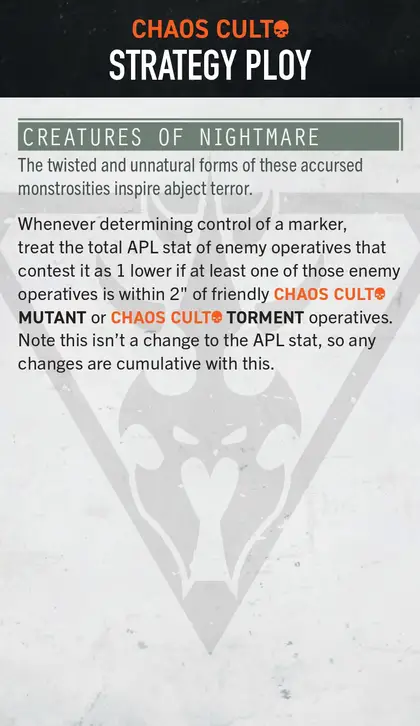 CHAOS CULT
STRATEGY PLOY
CREATURES OF NIGHTMARE
The twisted and unnatural forms of these accursed
monstrosities inspire abject terror.
Whenever determining control of a marker,
treat the total APL stat of enemy operatives that
contest it as 1 lower if at least one of those enemy
operatives is within 2" of friendly CHAOS CULT
MUTANT or CHAOS CULT TORMENT operatives.
Note this isn't a change to the APL stat, so any
changes are cumulative with this.